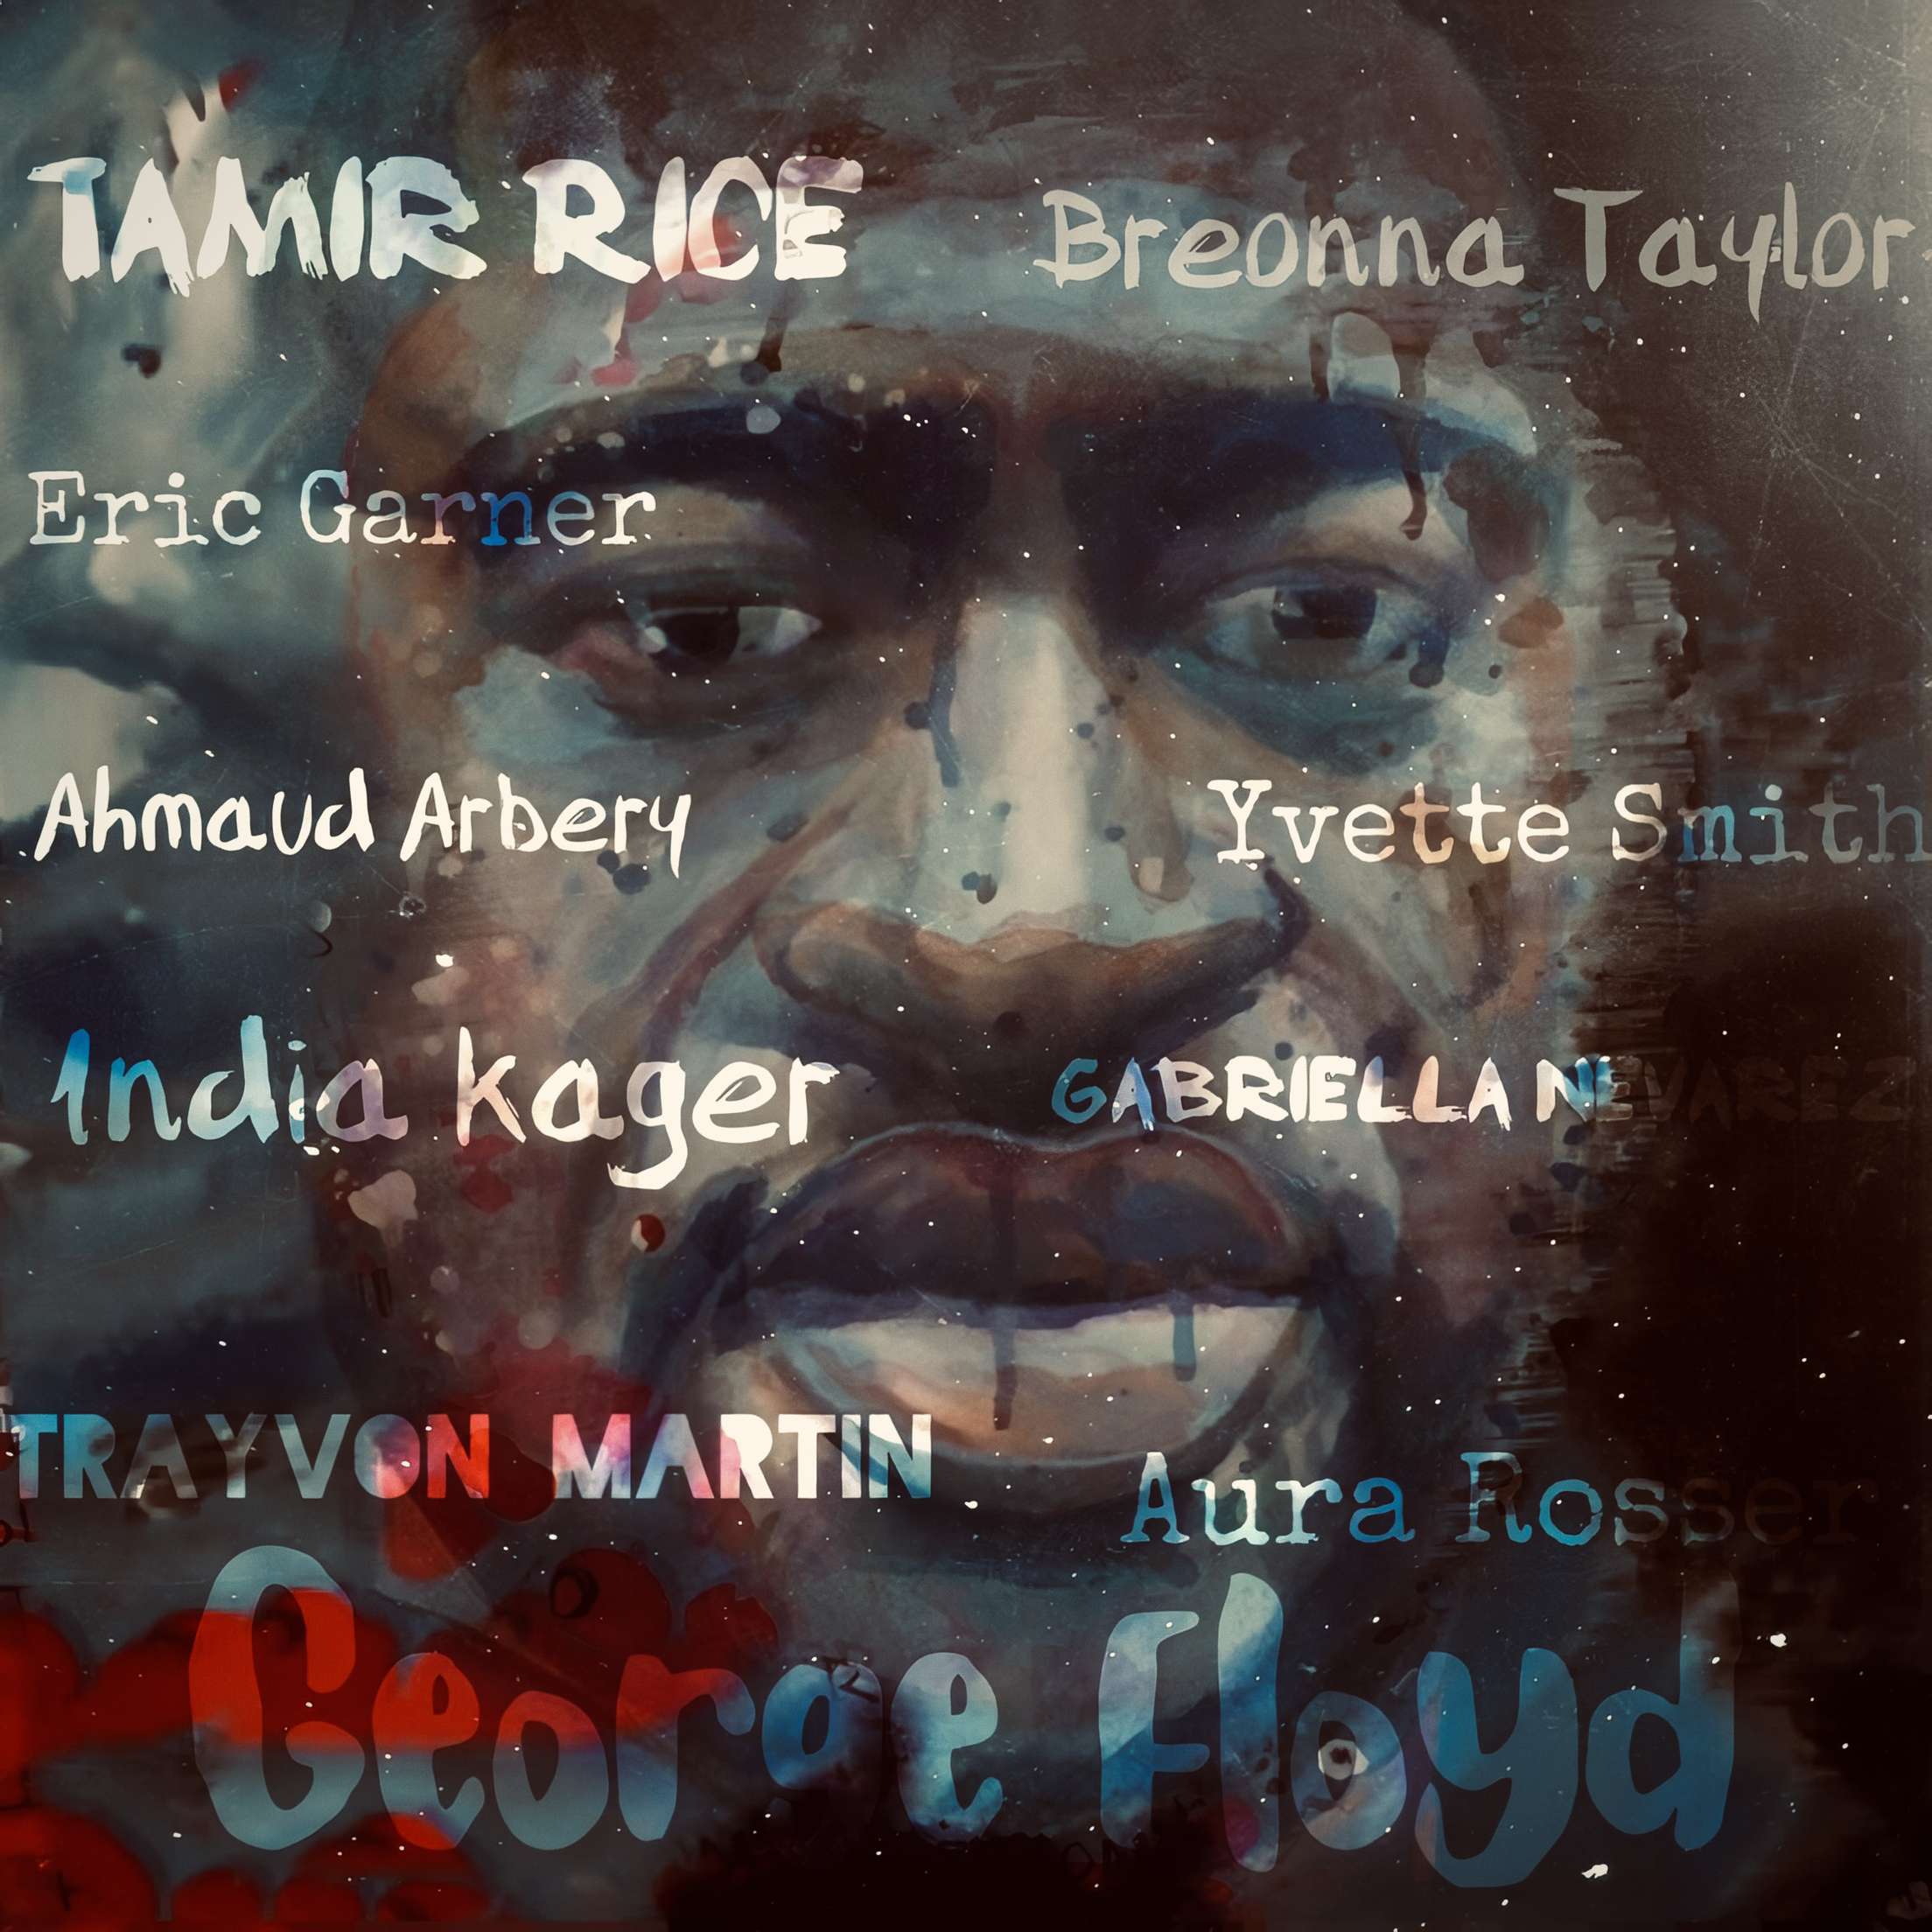 TAMIR RICE
Breonna Taylor
Eric Garner
Ahmaud Arbery
Yvette Smith
India kager
GABRIELLA NEVAREZ
TRAYVON MARTIN
Aura Rosser
George Floyd